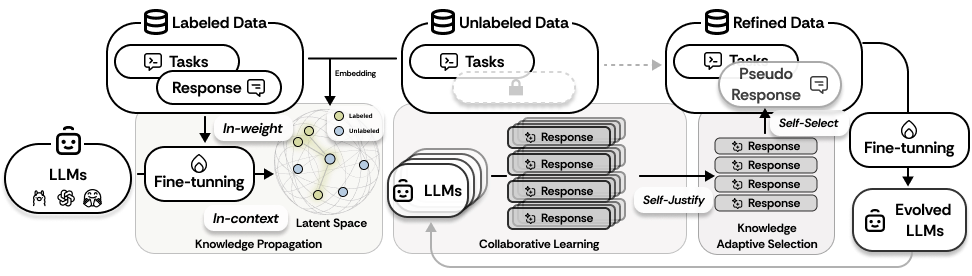 Labeled Data
Tasks
Response
Unlabeled Data
Tasks
Refined Data
Tasks
Pseudo
Response
Embedding
In-weight
Labeled
Unlabeled
LLMs
Fine-tunning
In-context
Latent Space
Knowledge Propagation
LLMs
Response
Response
Response
Response
Collaborative Learning
Self-Justify
Self-Select
Response
Response
Response
Response
Knowledge
Adaptive Selection
Fine-tunning
Evolved
LLMs